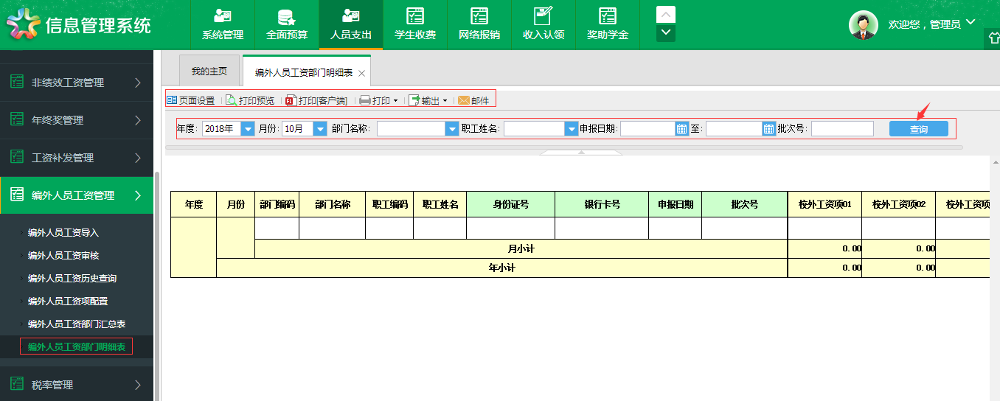 信息管理系统
系统管理
全面预算
人员支出
学生收费
网络报销
收入认领
奖助学金
欢迎您，管理员
非绩效工资管理
年终奖管理
工资补发管理
编外人员工资管理
编外人员工资导入
编外人员工资审核
编外人员工资历史查询
编外人员工资项配置
编外人员工资部门汇总表
编外人员工资部门明细表
税率管理
我的主页
编外人员工资部门明细表
页面设置 打印预览 打印[客户端] 打印 输出 邮件
年度: 2018年 月份: 10月 部门名称: 职工姓名: 申报日期: 至: 批次号: 查询
年度 月份 部门编码 部门名称 职工编码 职工姓名 身份证号 银行卡号 申报日期 批次号 校外工资项01 校外工资项02 校外工资项
月小计 0.00 0.00
年小计 0.00 0.00